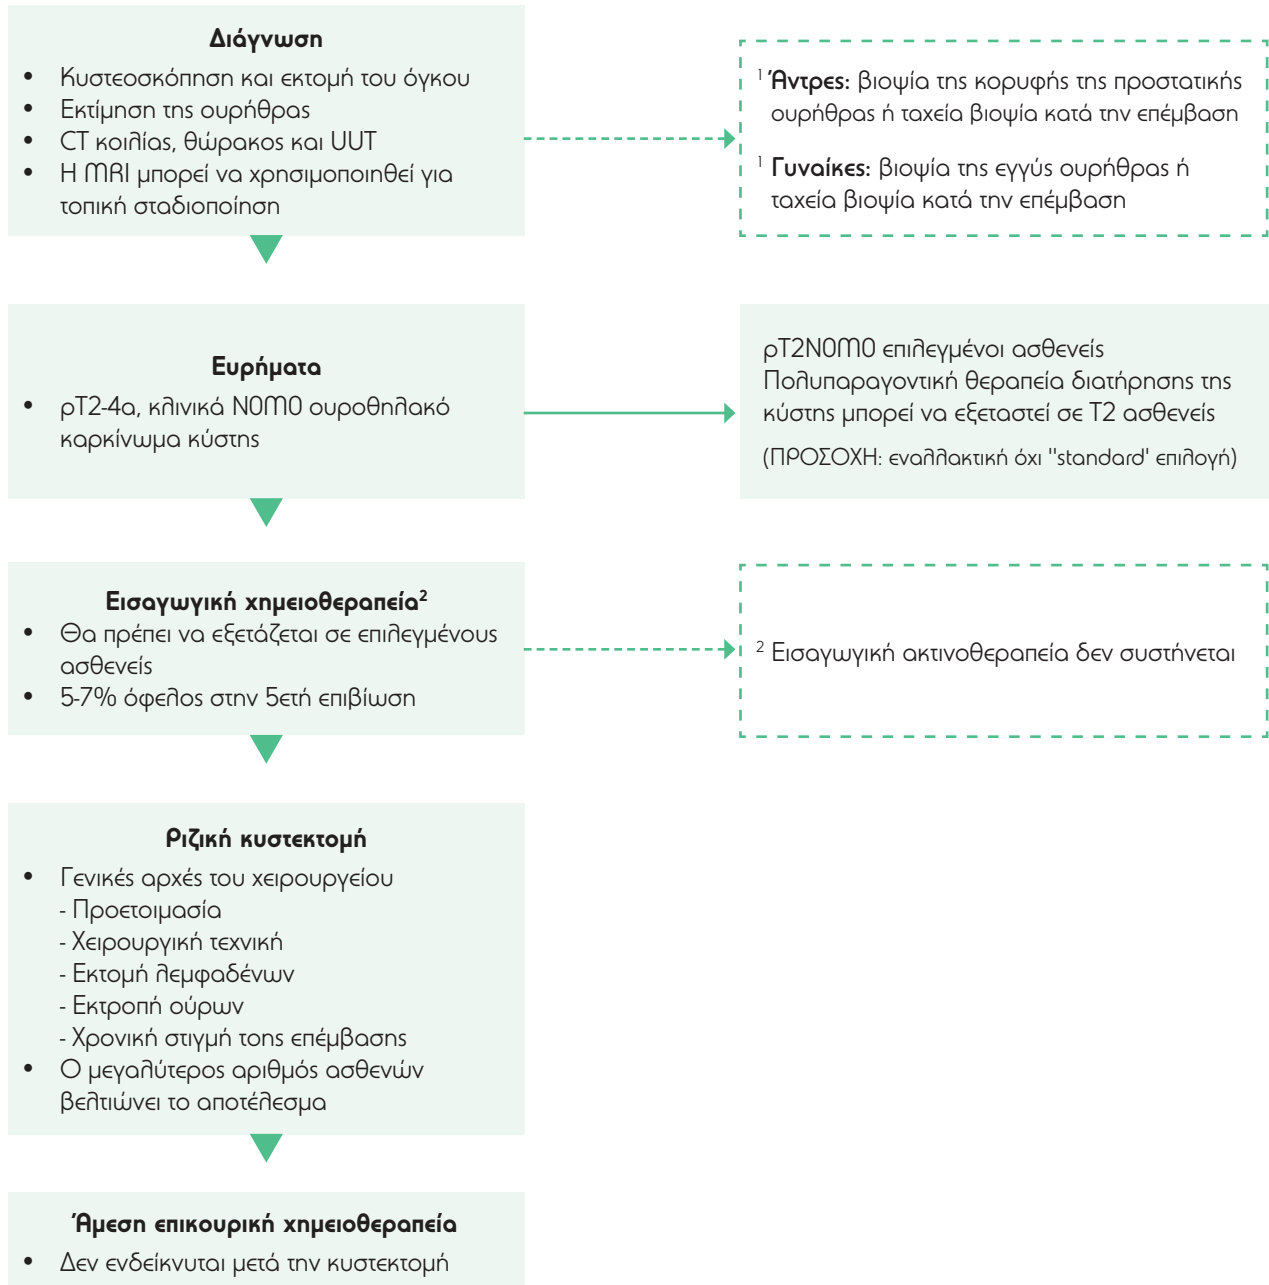 Διάγνωση
• Κυστεοσκόπηση και εκτομή του όγκου
• Εκτίμηση της ουρήθρας
• CT κοιλίας, θώρακος και UUT
• Η MRI μπορεί να χρησιμοποιηθεί για
τοπική σταδιοποίηση
¹ Άντρες: βιοψία της κορυφής της προστατικής
ουρήθρας ή ταχεία βιοψία κατά την επέμβαση
¹ Γυναίκες: βιοψία της εγγύς ουρήθρας ή
ταχεία βιοψία κατά την επέμβαση
Ευρήματα
• pT2-4a, κλινικά N0M0 ουροθηλακό
καρκίνωμα κύστης
pT2N0M0 επιλεγμένοι ασθενείς
Πολυπαραγοντική θεραπεία διατήρησης της
κύστης μπορεί να εξεταστεί σε T2 ασθενείς
(ΠΡΟΣΟΧΗ: εναλλακτική όχι "standard' επιλογή)
Εισαγωγική χημειοθεραπεία²
• Θα πρέπει να εξετάζεται σε επιλεγμένους
ασθενείς
• 5-7% όφελος στην 5ετή επιβίωση
² Εισαγωγική ακτινοθεραπεία δεν συστήνεται
Ριζική κυστεκτομή
• Γενικές αρχές του χειρουργείου
- Προετοιμασία
- Χειρουργική τεχνική
- Εκτομή λεμφαδένων
- Εκτροπή ούρων
- Χρονική στιγμή τοης επέμβασης
• Ο μεγαλύτερος αριθμός ασθενών
βελτιώνει το αποτέλεσμα
Άμεση επικουρική χημειοθεραπεία
• Δεν ενδείκνυται μετά την κυστεκτομή